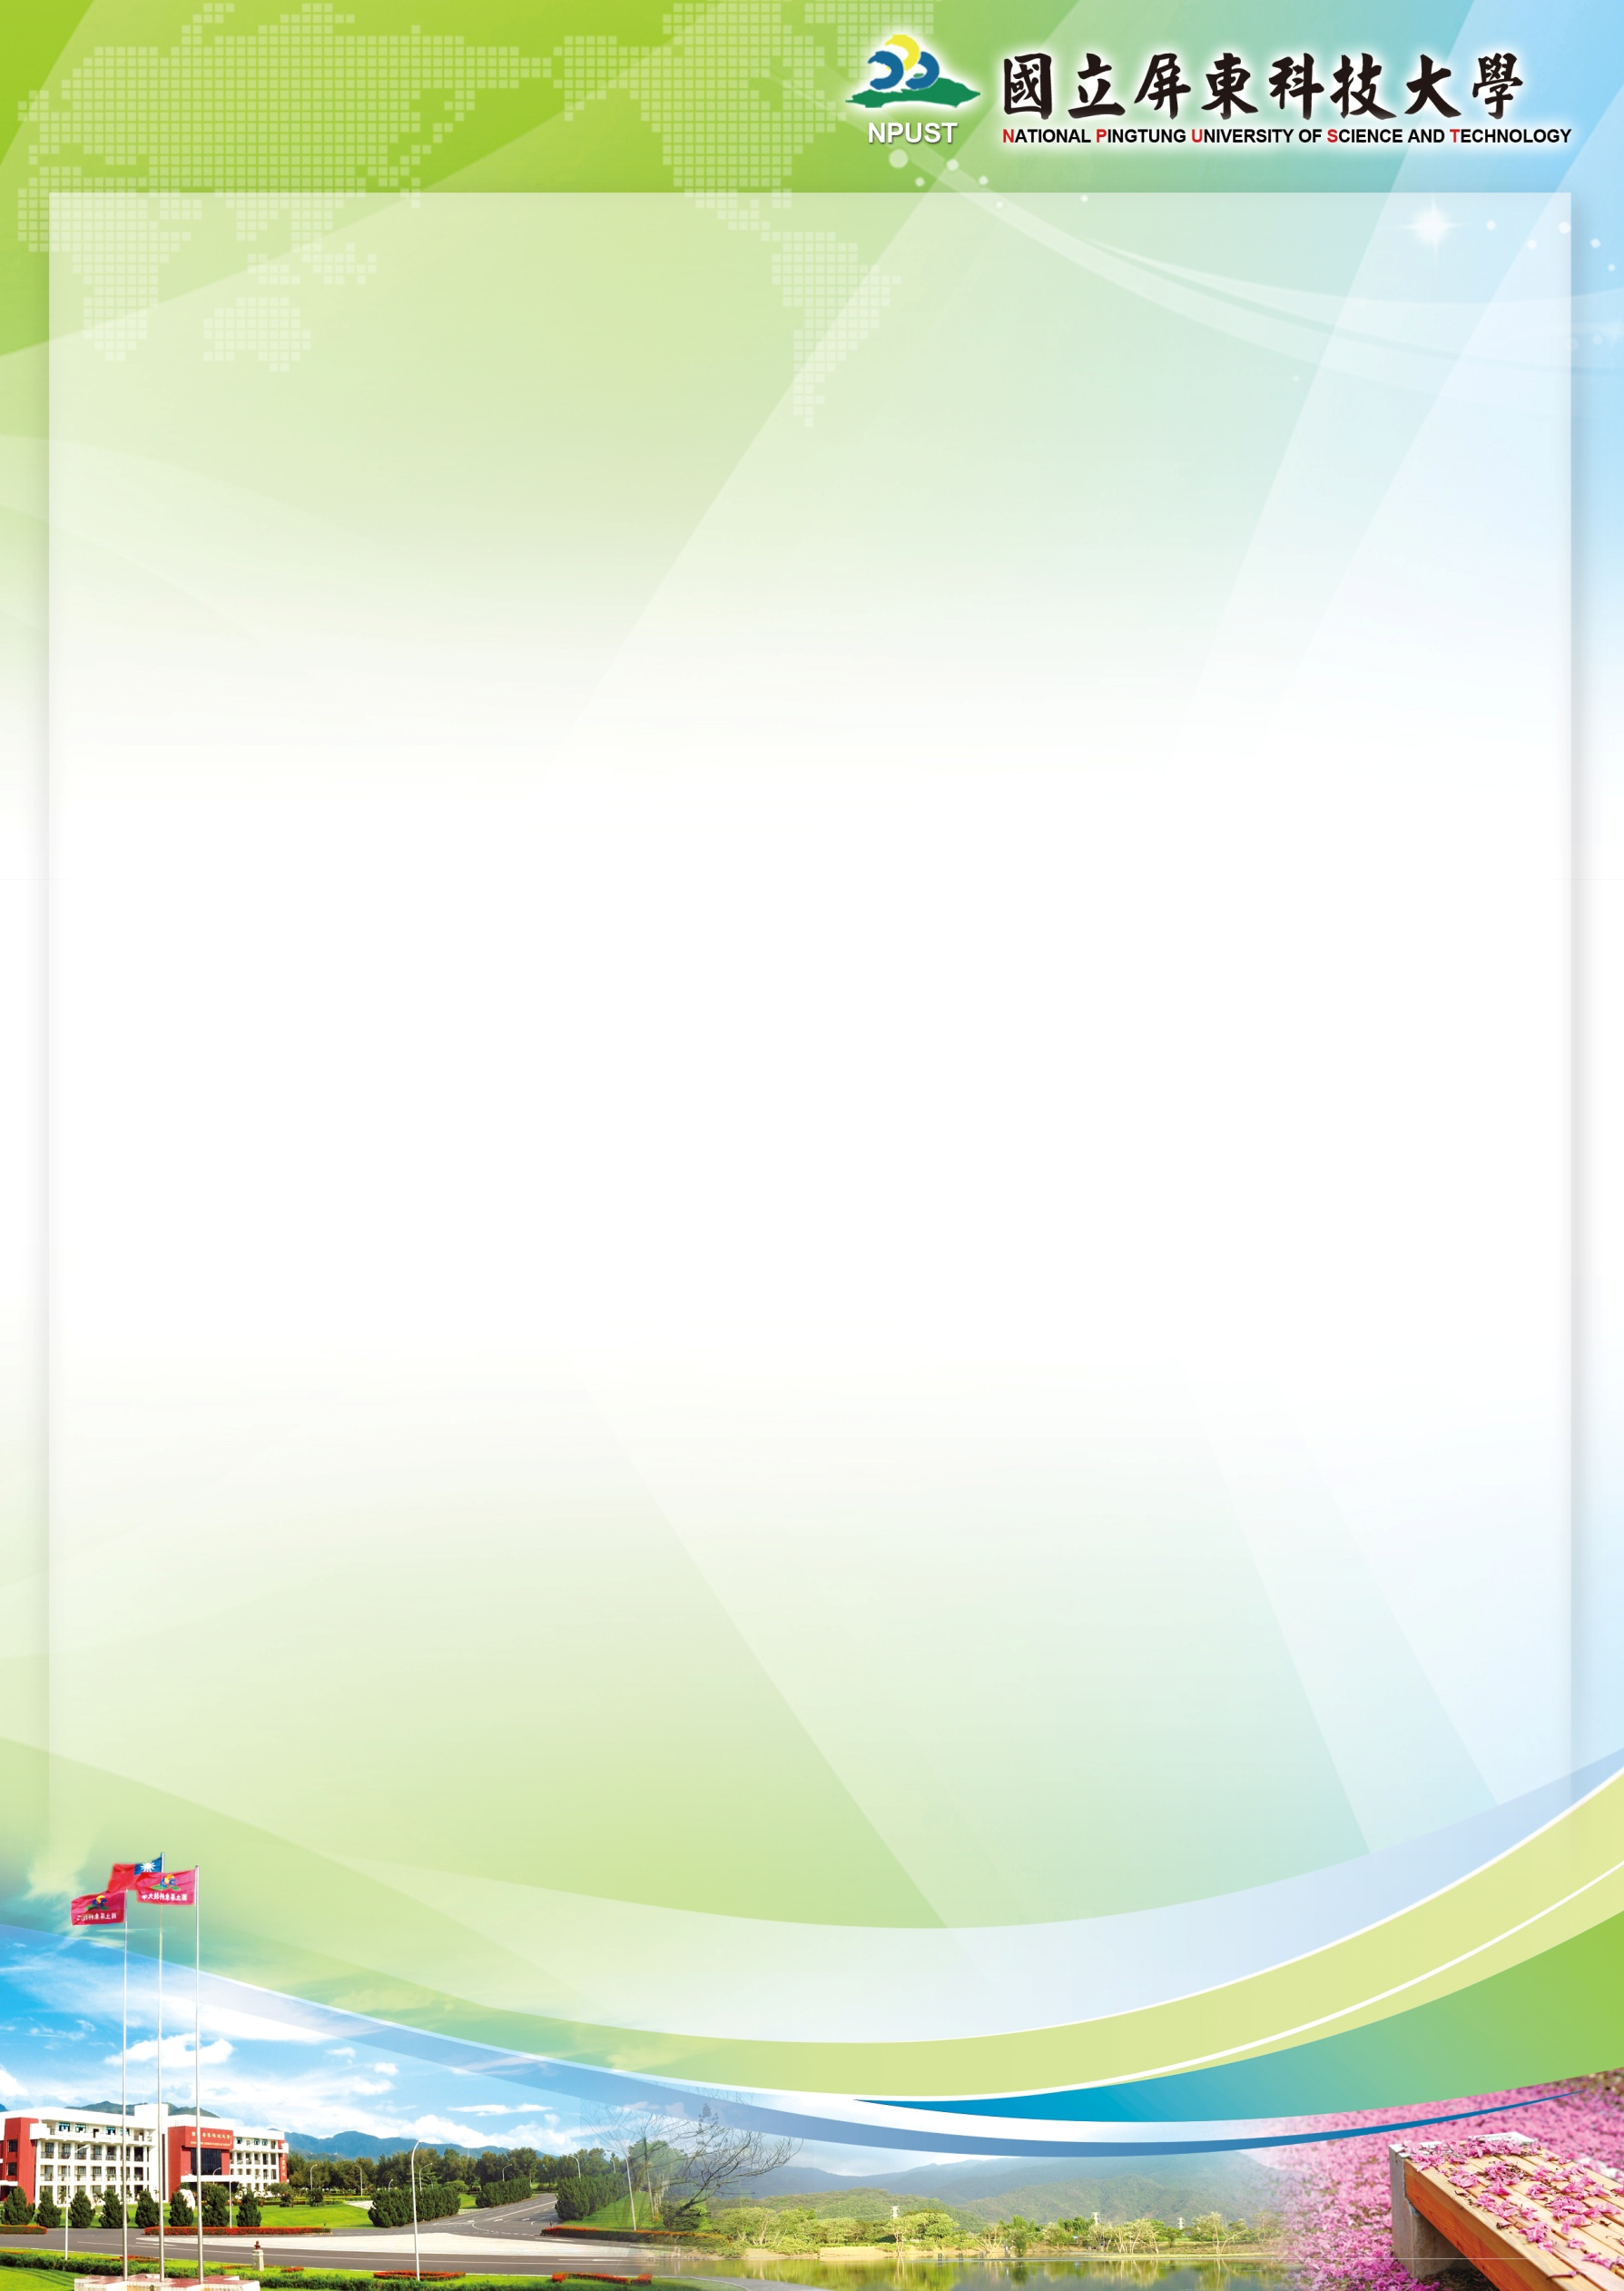 國立屏東科技大學
NPUST
NATIONAL PINGTUNG UNIVERSITY OF SCIENCE AND TECHNOLOGY